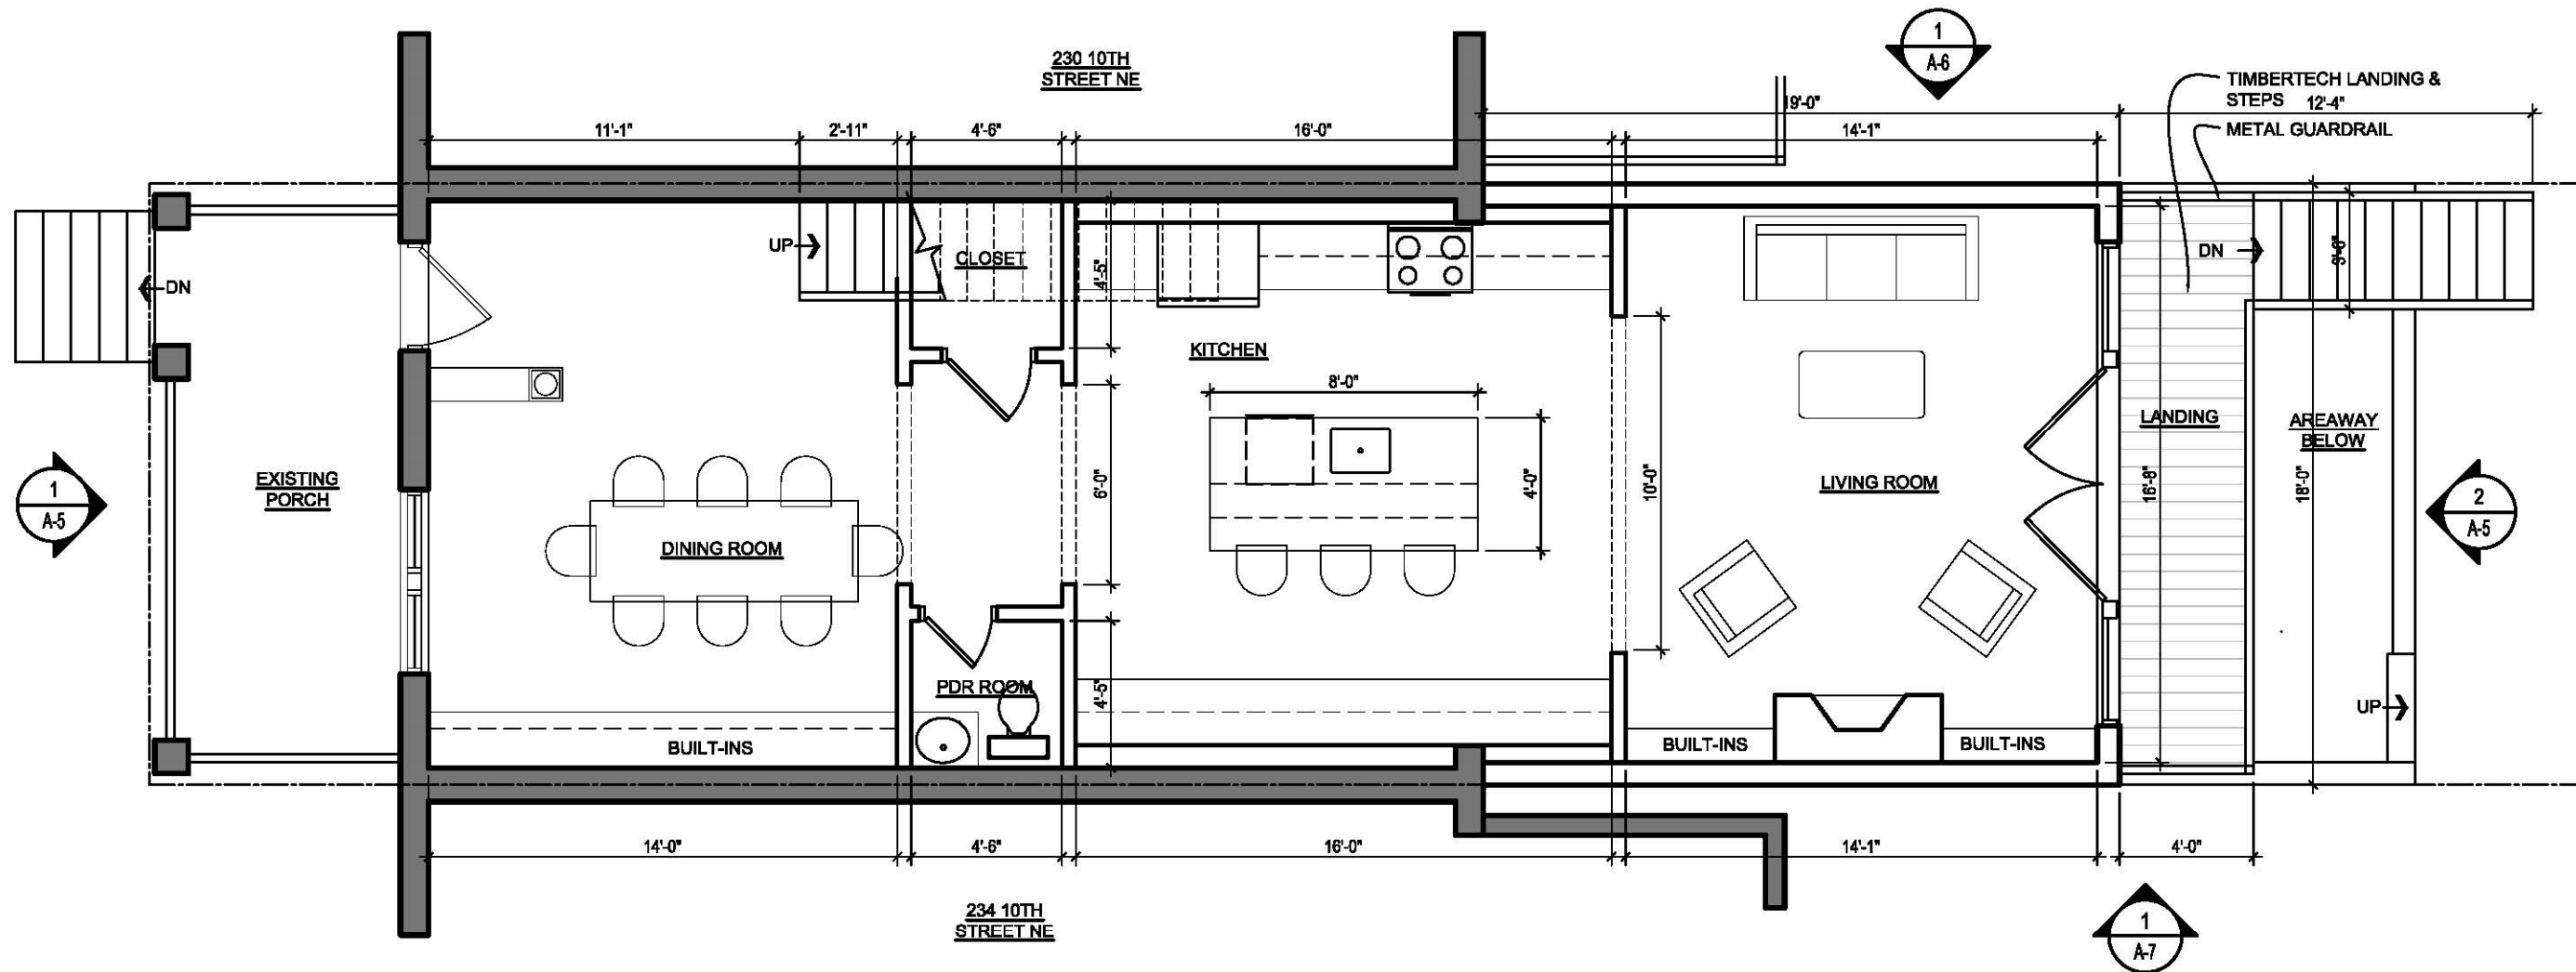 1
A-6
230 10TH
STREET NE
TIMBERTECH LANDING &
STEPS
METAL GUARDRAIL
19'-0"
12'-4"
11'-1"
2'-11"
4'-6"
16'-0"
14'-1"
UP
CLOSET
4'-5"
DN
DN
3'-6"
KITCHEN
8'-0"
LANDING
AREAWAY
BELOW
EXISTING
PORCH
1
A-5
6'-0"
4'-0"
10'-0"
LIVING ROOM
16'-8"
18'-0"
2
A-5
DINING ROOM
PDR ROOM
4'-5"
UP
BUILT-INS
BUILT-INS
BUILT-INS
14'-0"
4'-6"
16'-0"
14'-1"
4'-0"
234 10TH
STREET NE
1
A-7